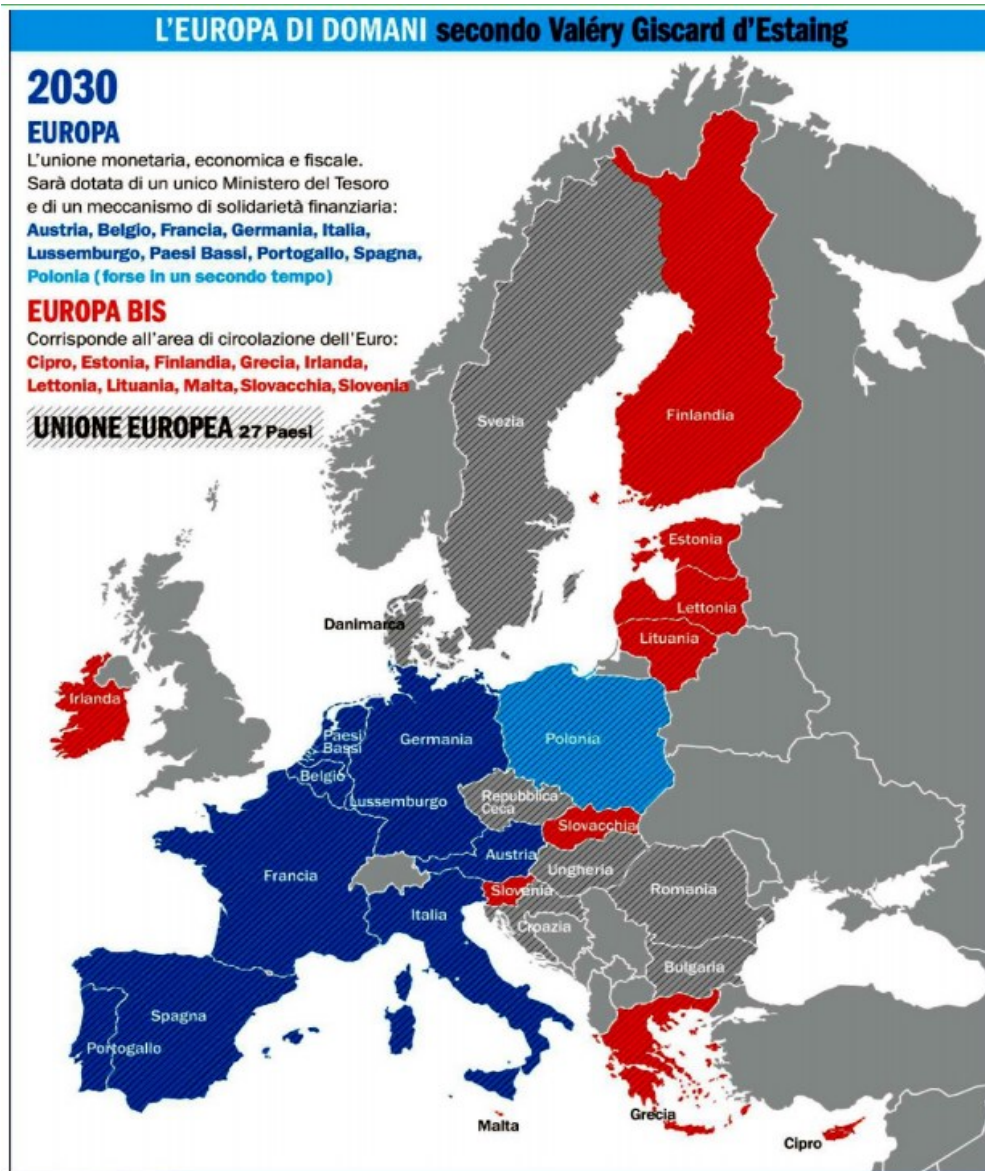 L'EUROPA DI DOMANI secondo Valéry Giscard d'Estaing
2030
EUROPA
L'unione monetaria, economica e fiscale.
Sarà dotata di un unico Ministero del Tesoro
e di un meccanismo di solidarietà finanziaria:
Austria, Belgio, Francia, Germania, Italia,
Lussemburgo, Paesi Bassi, Portogallo, Spagna,
Polonia (forse in un secondo tempo)
EUROPA BIS
Corrisponde all'area di circolazione dell'Euro:
Cipro, Estonia, Finlandia, Grecia, Irlanda,
Lettonia, Lituania, Malta, Slovacchia, Slovenia
UNIONE EUROPEA 27 Paesi
Svezia
Finlandia
Estonia
Lettonia
Danimarca
Lituania
Irlanda
Paesi
Bassi
Germania
Polonia
Belgio
Lussemburgo
Repubblica
Ceca
Slovacchia
Austria
Ungheria
Francia
Slovenia
Romania
Italia
Croazia
Bulgaria
Spagna
Portogallo
Malta
Grecia
Cipro